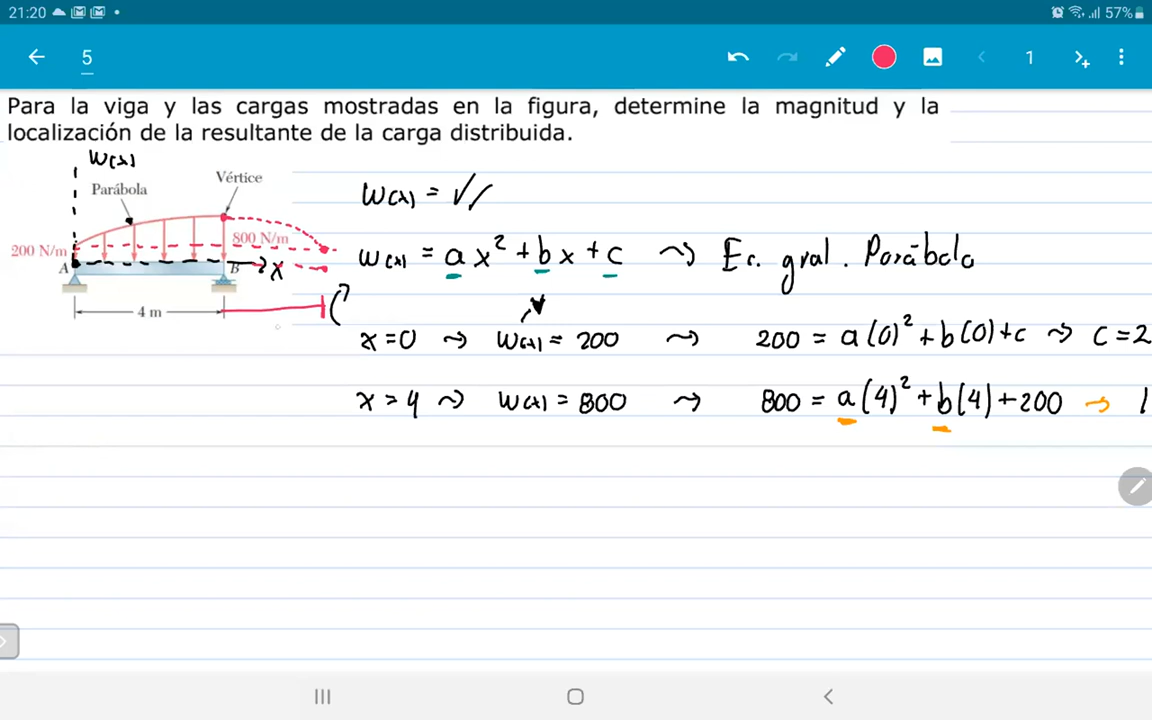 21:20 57%
5 1
Para la viga y las cargas mostradas en la figura, determine la magnitud y la
localización de la resultante de la carga distribuida.
W(x)
Parábola
Vértice
200 N/m
800 N/m
A
B
x
4 m
W(x) =
W(x) = a x² + b x + c ⤳ Ec. gral. Parábola
x = 0 ⤳ W(x) = 200 ⤳ 200 = a(0)² + b(0) + c ⤳ c = 2
x = 4 ⤳ W(x) = 800 ⤳ 800 = a(4)² + b(4) + 200 →